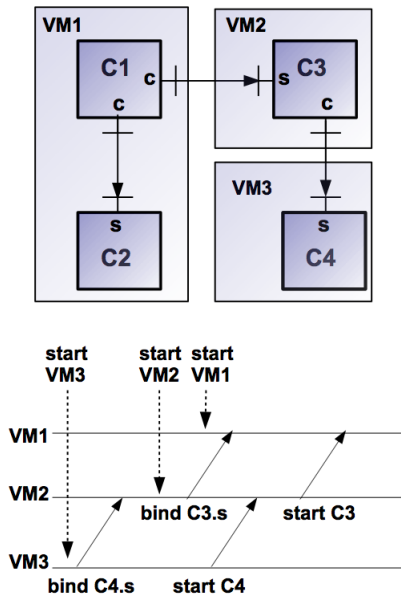 VM1
VM2
C1
c
s
C3
c
c
VM3
s
s
C2
C4
start
VM3
start
VM2
start
VM1
VM1
VM2
bind C3.s
start C3
VM3
bind C4.s
start C4